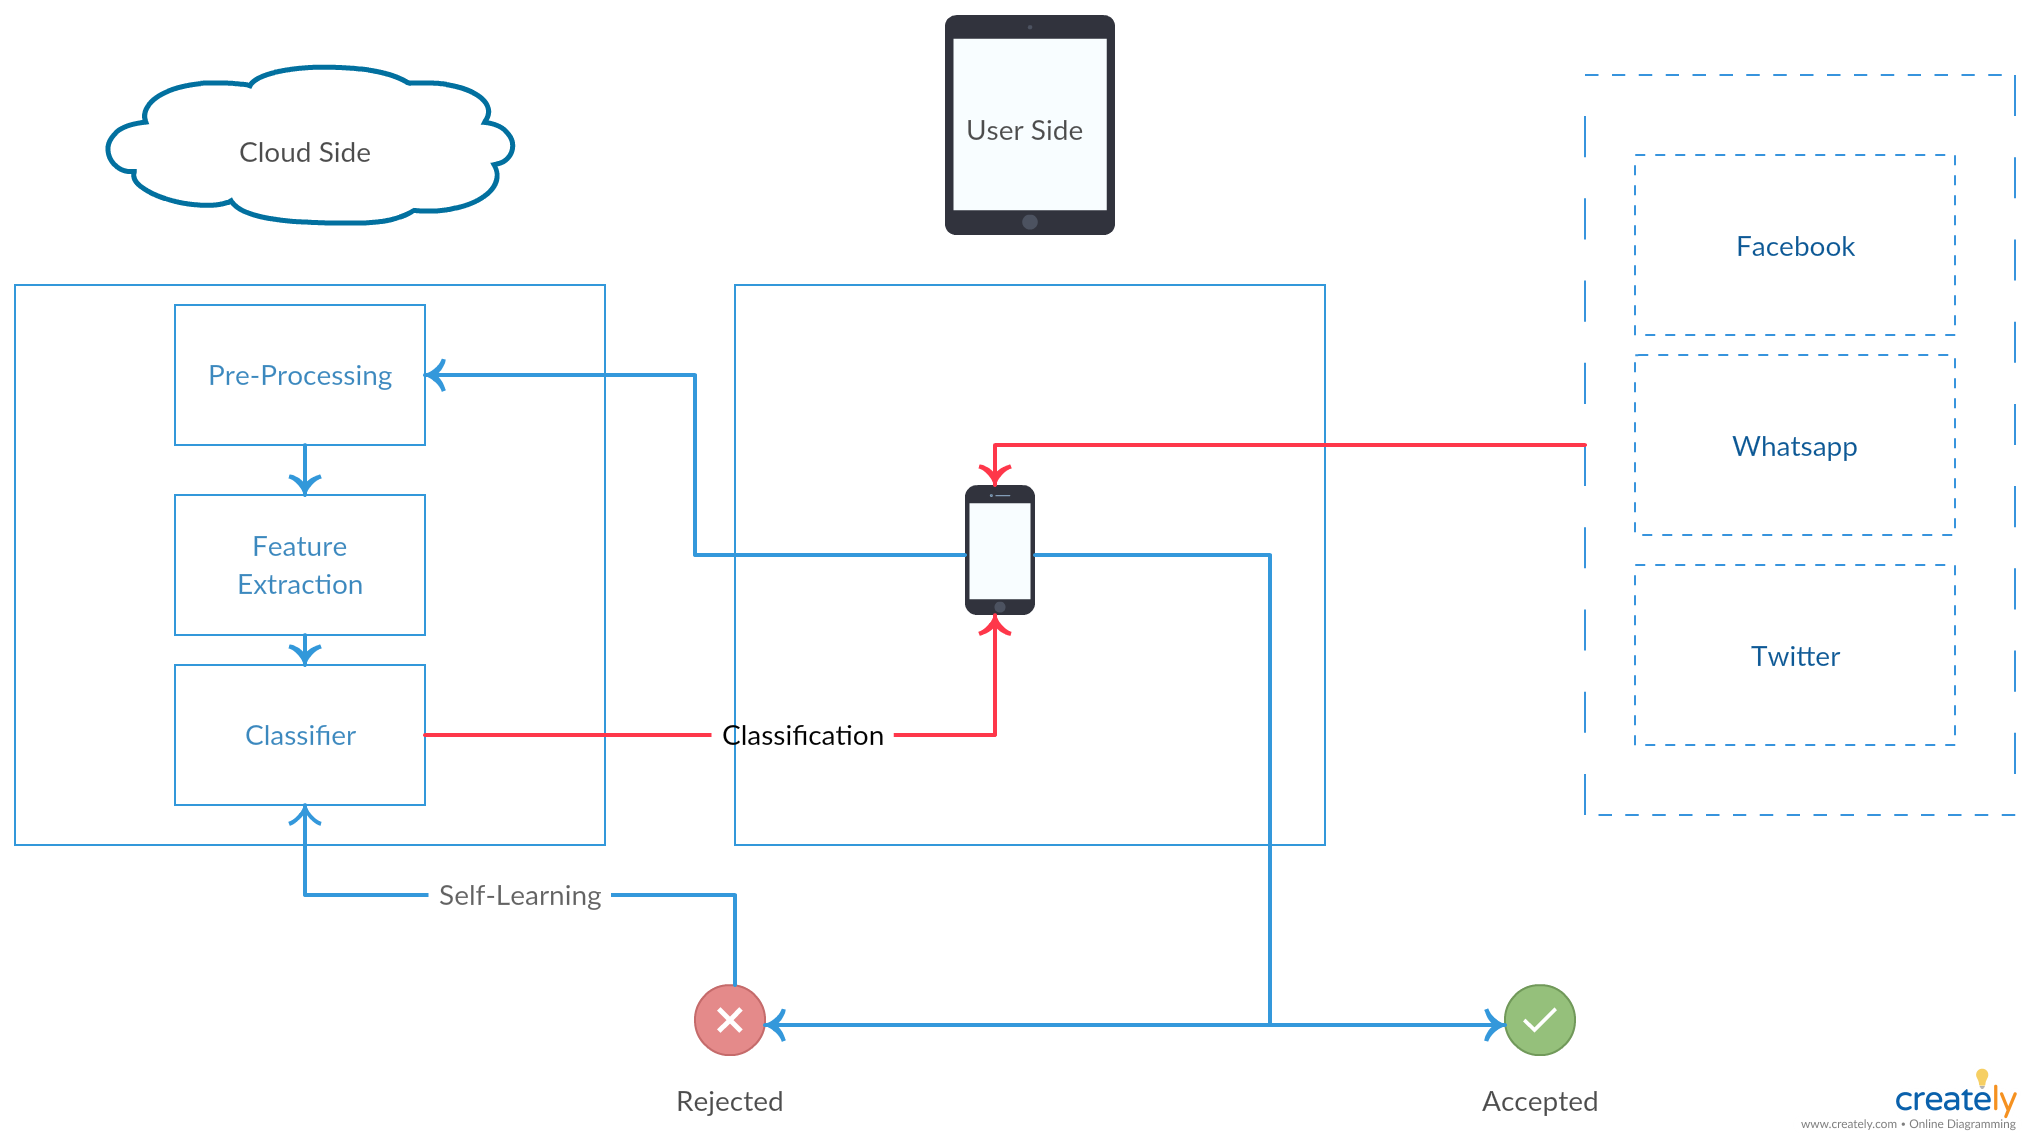 Cloud Side
User Side
Facebook
Whatsapp
Twitter
Pre-Processing
Feature
Extraction
Classifier
Classification
Self-Learning
Rejected
Accepted
creately
www.creately.com • Online Diagramming